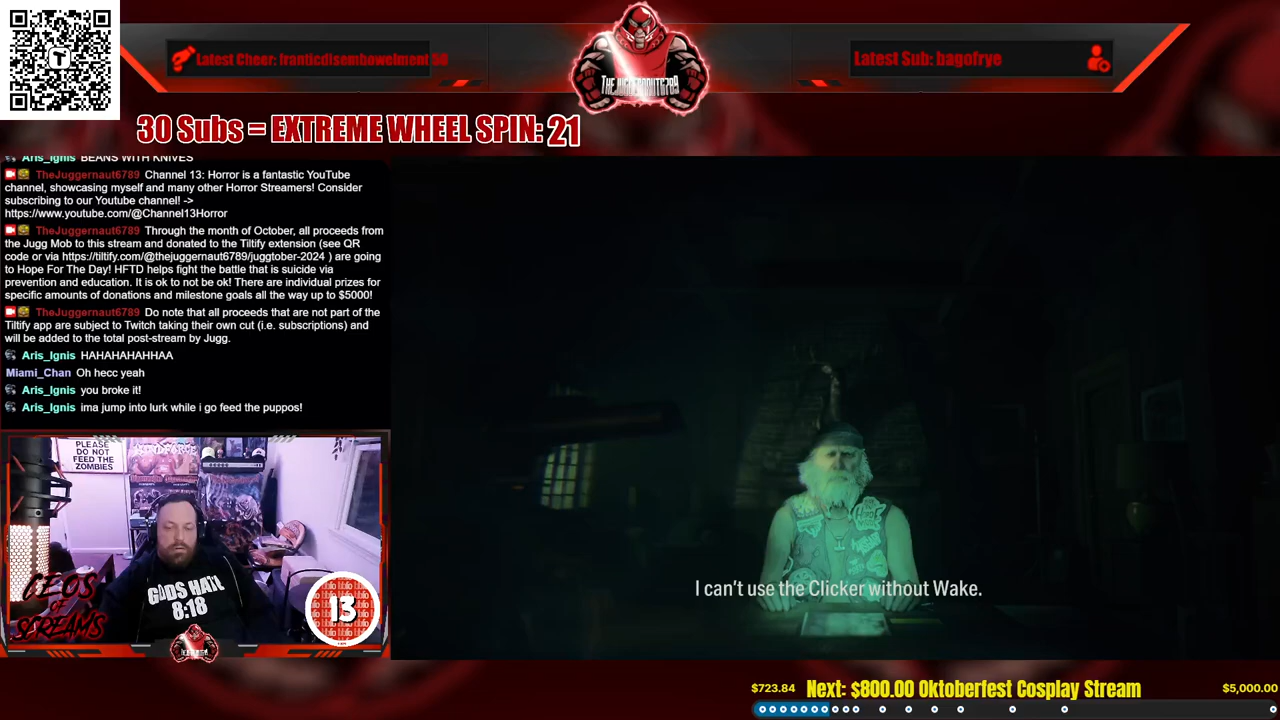 Latest Cheer: franticdisembowelment 50
THEJUGGERNAUT6789
Latest Sub: bagofrye
30 Subs = EXTREME WHEEL SPIN: 21
Aris_Ignis BEANS WITH KNIVES
TheJuggernaut6789 Channel 13: Horror is a fantastic YouTube
channel, showcasing myself and many other Horror Streamers! Consider
subscribing to our Youtube channel! ->
https://www.youtube.com/@Channel13Horror
TheJuggernaut6789 Through the month of October, all proceeds from
the Jugg Mob to this stream and donated to the Tiltify extension (see QR
code or via https://tiltify.com/@thejuggernaut6789/juggtober-2024 ) are going
to Hope For The Day! HFTD helps fight the battle that is suicide via
prevention and education. It is ok to not be ok! There are individual prizes for
specific amounts of donations and milestone goals all the way up to $5000!
TheJuggernaut6789 Do note that all proceeds that are not part of the
Tiltify app are subject to Twitch taking their own cut (i.e. subscriptions) and
will be added to the total post-stream by Jugg.
Aris_Ignis HAHAHAHAHHAA
Miami_Chan Oh hecc yeah
Aris_Ignis you broke it!
Aris_Ignis ima jump into lurk while i go feed the puppos!
PLEASE
DO NOT
FEED THE
ZOMBIES
GODS HATE
8:18
CEOS
OF
SCREAMS
13
I can't use the Clicker without Wake.
$723.84 Next: $800.00 Oktoberfest Cosplay Stream $5,000.00